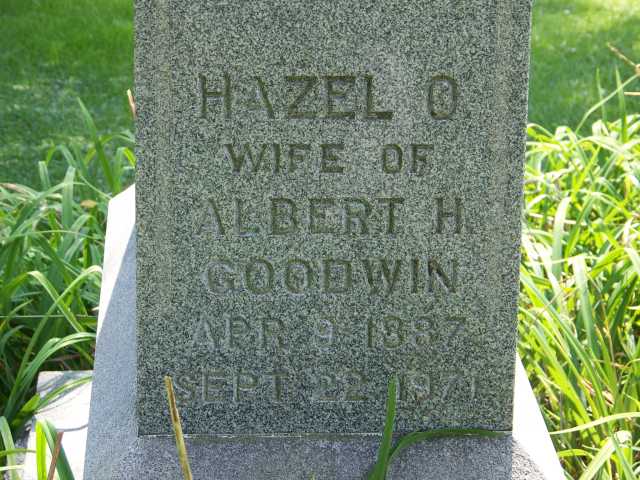 HAZEL O.
WIFE OF
ALBERT H.
GOODWIN
APR. 9. 1887
SEPT. 22. 1971